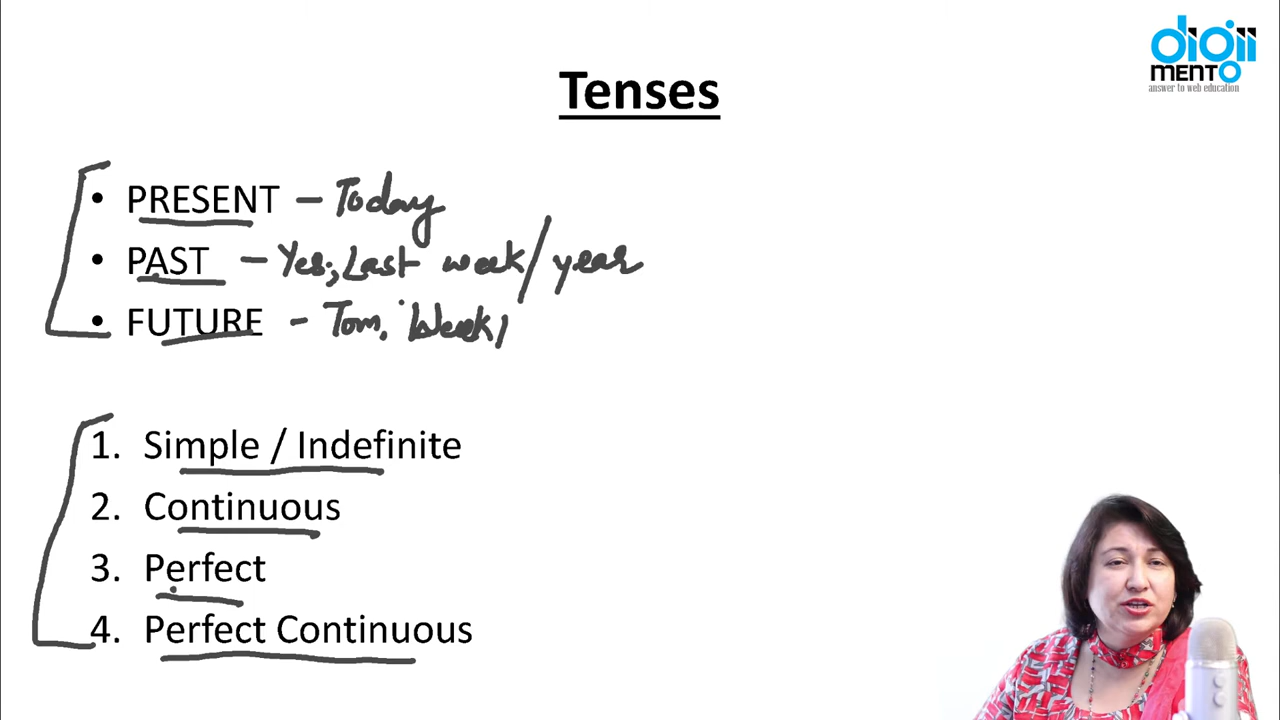 digii
MENTO
answer to web education
Tenses
• PRESENT – Today
• PAST – Yes., Last week/year
• FUTURE – Tom. Week,
1. Simple / Indefinite
2. Continuous
3. Perfect
4. Perfect Continuous